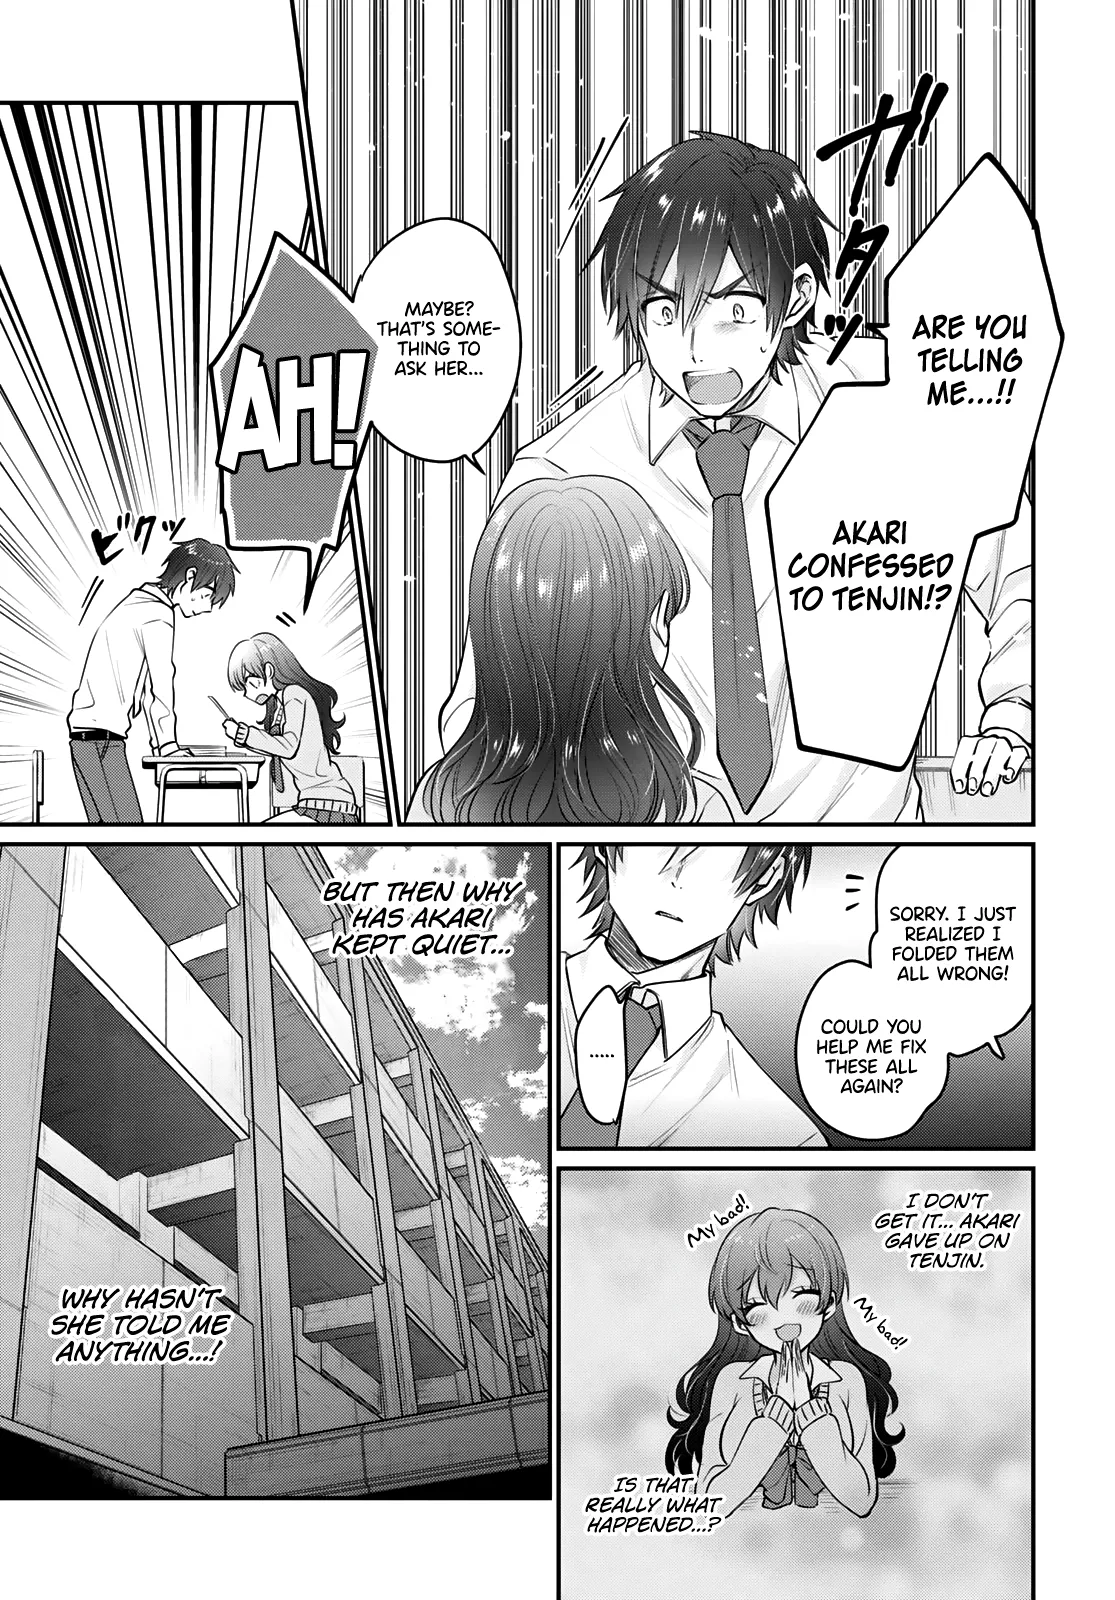 ガタッ
ARE YOU
TELLING
ME...!!
AKARI
CONFESSED
TO TENJIN!?
MAYBE?
THAT'S SOME-
THING TO
ASK HER...
AH!
ビクッ
SORRY. I JUST
REALIZED I
FOLDED THEM
ALL WRONG!
COULD YOU
HELP ME FIX
THESE ALL
AGAIN?
.....
I DON'T
GET IT... AKARI
GAVE UP ON
TENJIN.
My bad!
My bad!
IS THAT
REALLY WHAT
HAPPENED...?
BUT THEN WHY
HAS AKARI
KEPT QUIET...
WHY HASN'T
SHE TOLD ME
ANYTHING...!